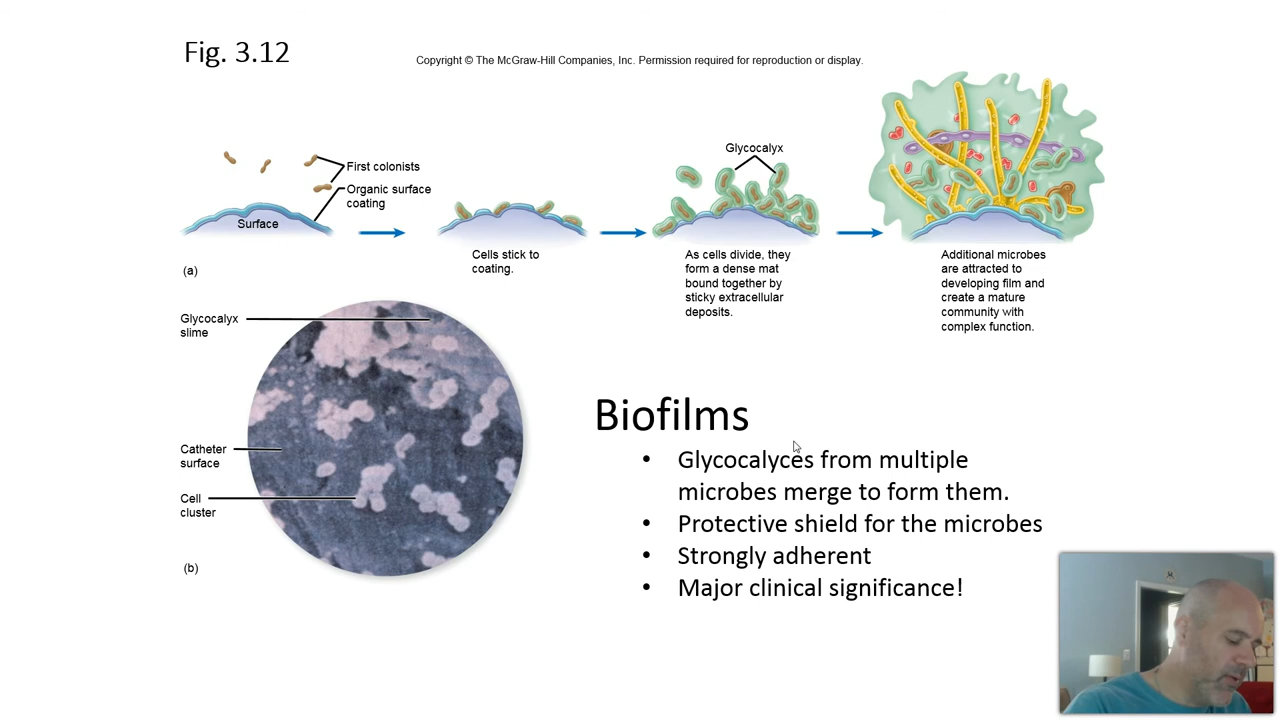 Fig. 3.12
Copyright © The McGraw-Hill Companies, Inc. Permission required for reproduction or display.
First colonists
Organic surface
coating
Surface
Cells stick to
coating.
Glycocalyx
As cells divide, they
form a dense mat
bound together by
sticky extracellular
deposits.
Additional microbes
are attracted to
developing film and
create a mature
community with
complex function.
(a)
Glycocalyx
slime
Catheter
surface
Cell
cluster
(b)
Biofilms
• Glycocalyces from multiple
microbes merge to form them.
• Protective shield for the microbes
• Strongly adherent
• Major clinical significance!